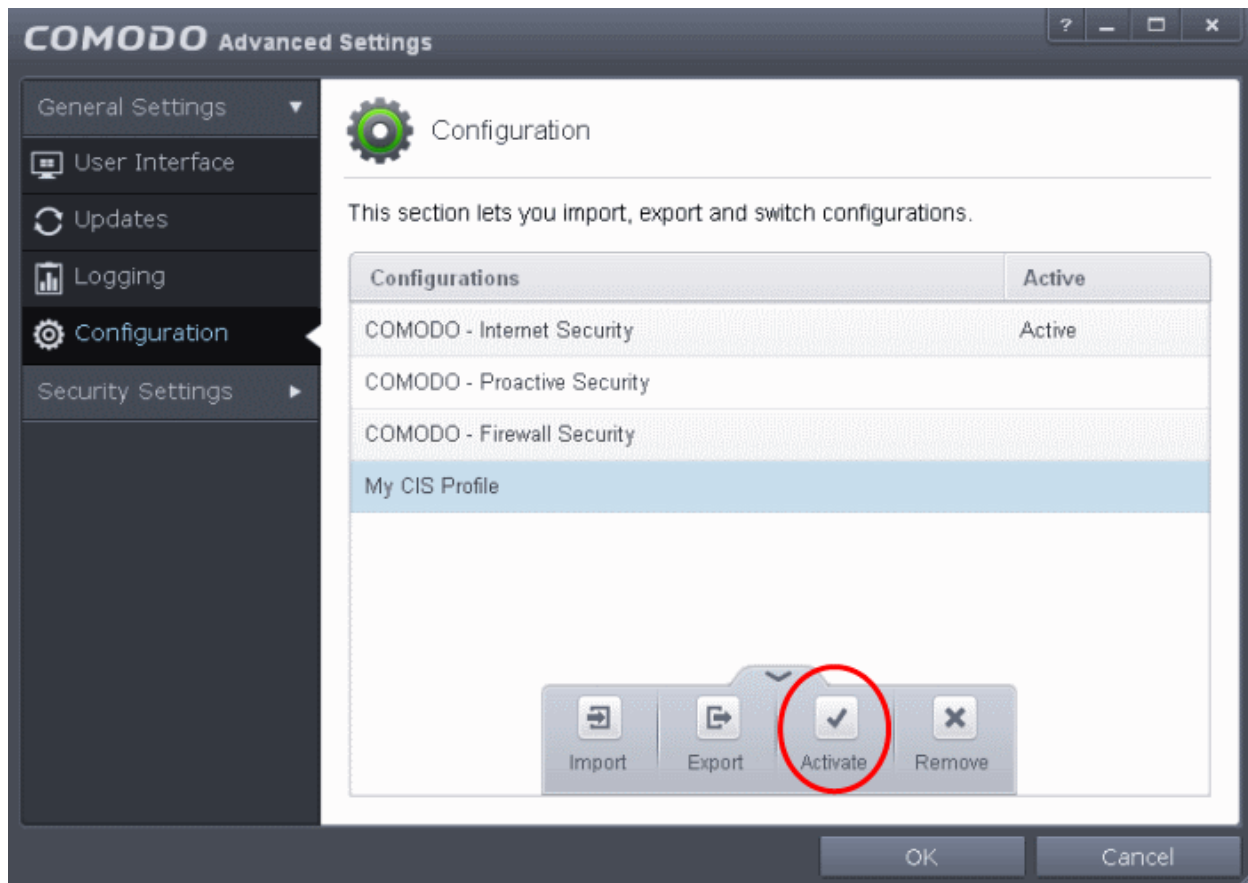 COMODO Advanced Settings
?
General Settings
User Interface
Updates
Logging
Configuration
Security Settings
Configuration
This section lets you import, export and switch configurations.
Configurations Active
COMODO - Internet Security Active
COMODO - Proactive Security
COMODO - Firewall Security
My CIS Profile
Import Export Activate Remove
OK Cancel